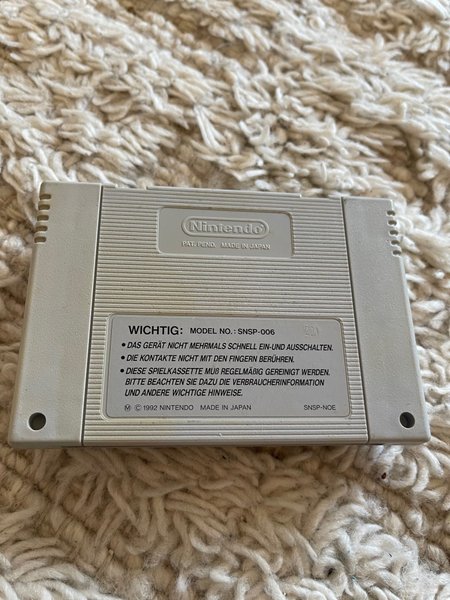 Nintendo
PAT. PEND. MADE IN JAPAN
WICHTIG: MODEL NO.: SNSP-006
• DAS GERÄT NICHT MEHRMALS SCHNELL EIN-UND AUSSCHALTEN.
• DIE KONTAKTE NICHT MIT DEN FINGERN BERÜHREN.
• DIESE SPIELKASSETTE MUß REGELMÄßIG GEREINIGT WERDEN.
BITTE BEACHTEN SIE DAZU DIE VERBRAUCHERINFORMATION
UND ANDERE WICHTIGE HINWEISE.
Ⓜ © 1992 NINTENDO MADE IN JAPAN SNSP-NOE